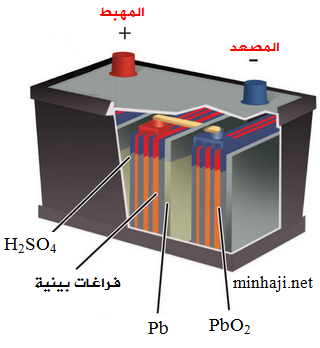 المهبط
+
المصعد
-
H₂SO₄
فراغات بينية
minhaji.net
Pb
PbO₂